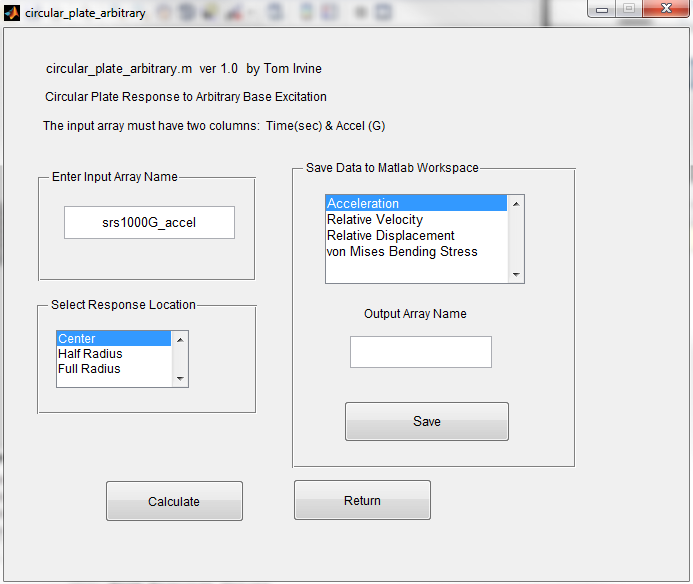 circular_plate_arbitrary
circular_plate_arbitrary.m ver 1.0 by Tom Irvine
Circular Plate Response to Arbitrary Base Excitation
The input array must have two columns: Time(sec) & Accel (G)
Enter Input Array Name
srs1000G_accel
Select Response Location
Center
Half Radius
Full Radius
Save Data to Matlab Workspace
Acceleration
Relative Velocity
Relative Displacement
von Mises Bending Stress
Output Array Name
Save
Calculate
Return